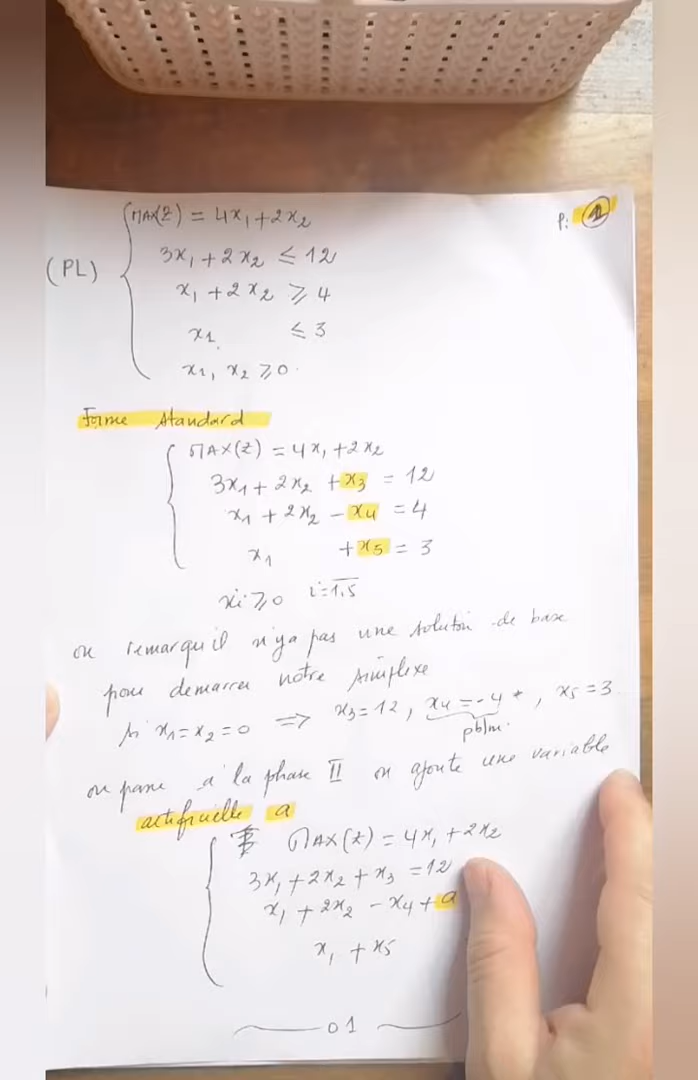 P: 1
(PL)
MAX(Z) = 4x₁ + 2x₂
3x₁ + 2x₂ ≤ 12
x₁ + 2x₂ ≥ 4
x₁ ≤ 3
x₁, x₂ ≥ 0.
Forme Standard
MAX(Z) = 4x₁ + 2x₂
3x₁ + 2x₂ + x₃ = 12
x₁ + 2x₂ - x₄ = 4
x₁ + x₅ = 3
xi ≥ 0 i = 1.5
on remarqu il n'ya pas une solution de base
pour demarrer notre simplexe
si x₁ = x₂ = 0 ⟹ x₃ = 12, x₄ = -4 *, x₅ = 3
pblm.
on passe à la phase II on ajoute une variable
artificielle a
MAX(Z) = 4x₁ + 2x₂
3x₁ + 2x₂ + x₃ = 12
x₁ + 2x₂ - x₄ + a
x₁ + x₅
01